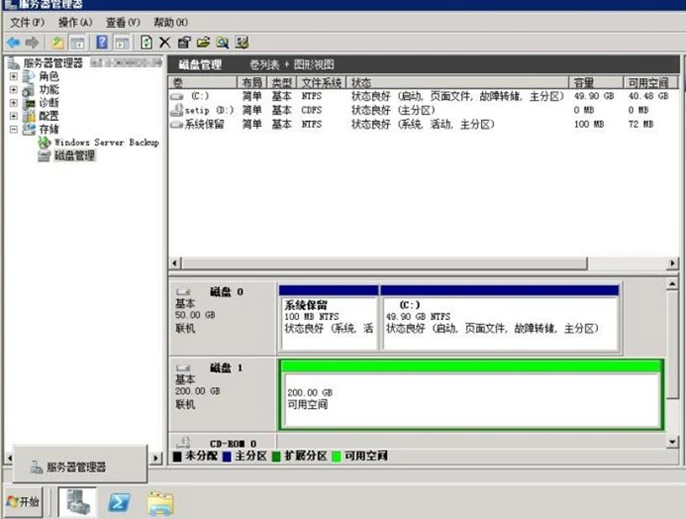 服务器管理器
文件(F) 操作(A) 查看(V) 帮助(H)
服务器管理器
角色
功能
诊断
配置
存储
Windows Server Backup
磁盘管理
磁盘管理 卷列表 + 图形视图
卷 布局 类型 文件系统 状态 容量 可用空间
(C:) 简单 基本 NTFS 状态良好 (启动, 页面文件, 故障转储, 主分区) 49.90 GB 40.48 GB
setip (D:) 简单 基本 CDFS 状态良好 (主分区) 0 MB 0 MB
系统保留 简单 基本 NTFS 状态良好 (系统, 活动, 主分区) 100 MB 72 MB
磁盘 0
基本
50.00 GB
联机
系统保留
100 MB NTFS
状态良好 (系统, 活
(C:)
49.90 GB NTFS
状态良好 (启动, 页面文件, 故障转储, 主分区)
磁盘 1
基本
200.00 GB
联机
200.00 GB
可用空间
CD-ROM 0
未分配 主分区 扩展分区 可用空间
服务器管理器
开始